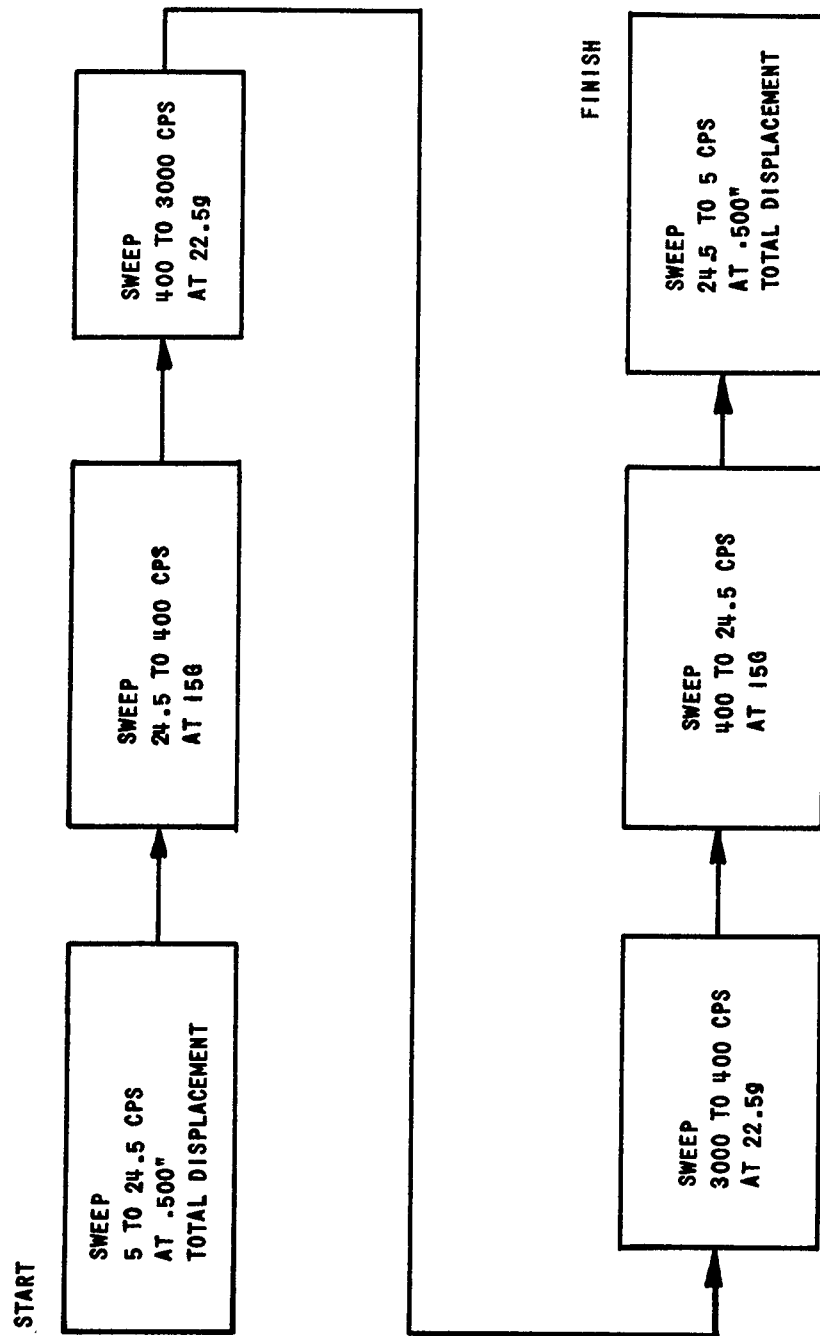 START
SWEEP
5 TO 24.5 CPS
AT .500"
TOTAL DISPLACEMENT
SWEEP
24.5 TO 400 CPS
AT 15G
SWEEP
400 TO 3000 CPS
AT 22.5g
SWEEP
3000 TO 400 CPS
AT 22.5g
SWEEP
400 TO 24.5 CPS
AT 15G
SWEEP
24.5 TO 5 CPS
AT .500"
TOTAL DISPLACEMENT
FINISH